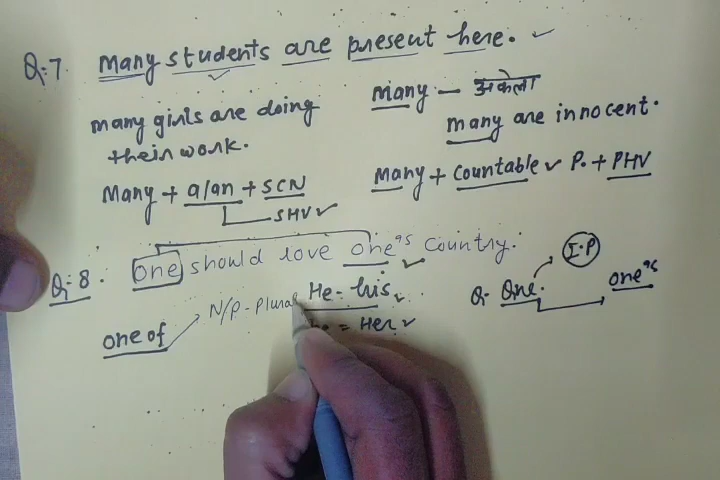 Q:7. Many students are present here.
many girls are doing
their work.
Many - अकेला
many are innocent.
Many + a/an + SCN
SHV
Many + Countable P. + PHV
Q:8. One should love one's Country.
I.P
He - his
Q- One. one's
one of N/P - Plural
= Her